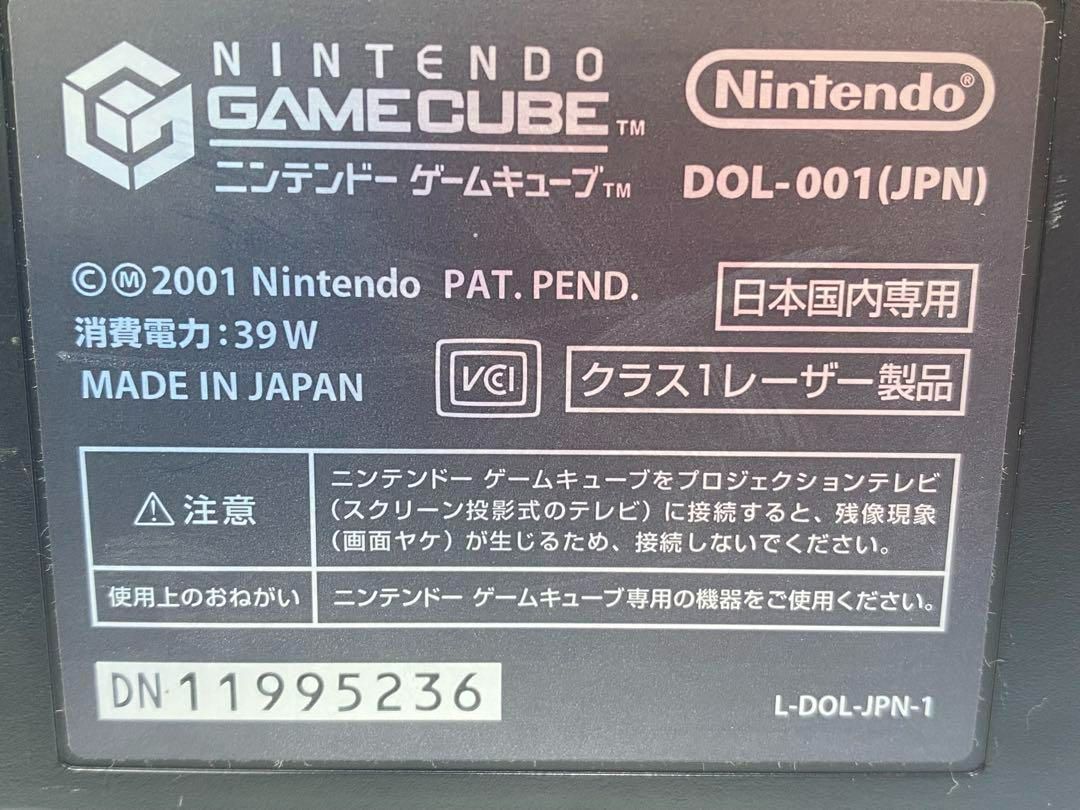 NINTENDO
GAMECUBE™
ニンテンドー ゲームキューブ™
Nintendo®
DOL-001(JPN)
©Ⓜ2001 Nintendo PAT. PEND.
日本国内専用
消費電力:39W
MADE IN JAPAN
VCI
クラス1レーザー製品
⚠注意
ニンテンドー ゲームキューブをプロジェクションテレビ
(スクリーン投影式のテレビ)に接続すると、残像現象
(画面ヤケ)が生じるため、接続しないでください。
使用上のおねがい
ニンテンドー ゲームキューブ専用の機器をご使用ください。
DN 11995236
L-DOL-JPN-1